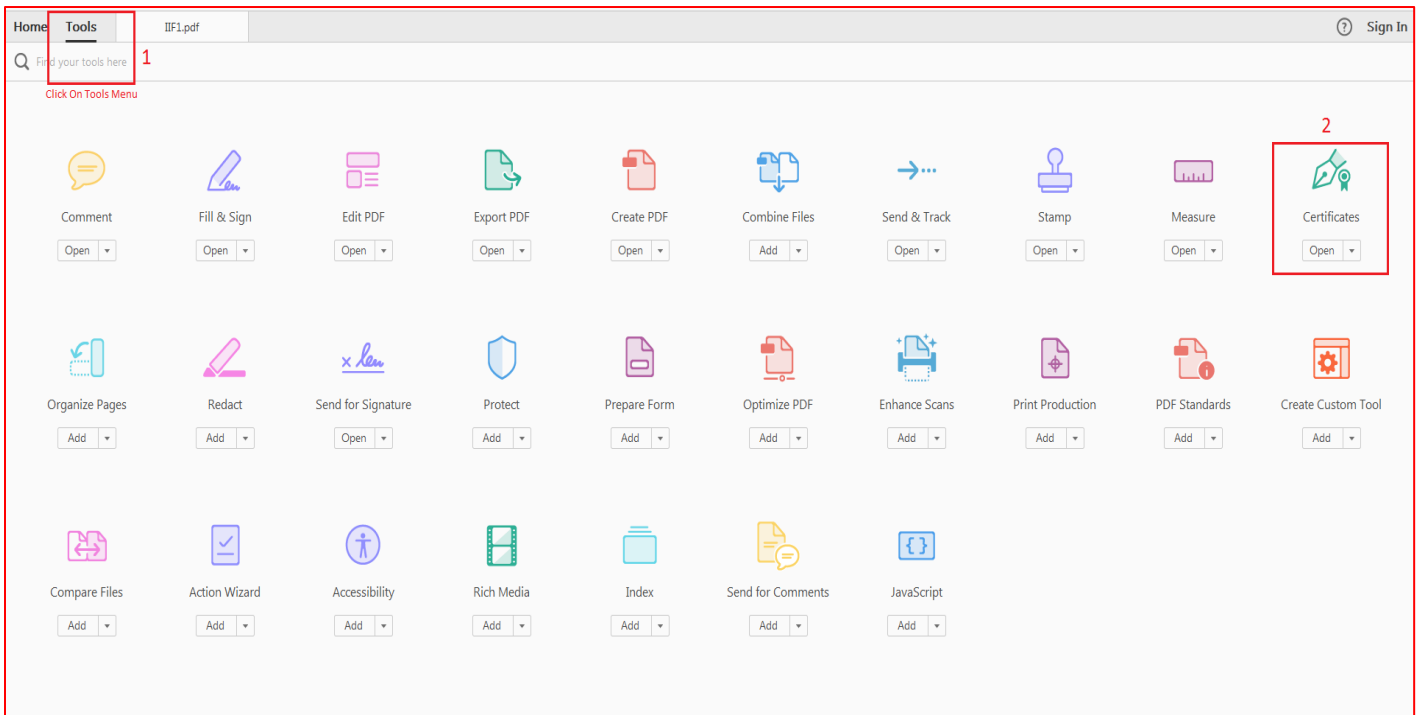 Home Tools IIF1.pdf Sign In
Find your tools here 1
Click On Tools Menu
2
Comment Fill & Sign Edit PDF Export PDF Create PDF Combine Files Send & Track Stamp Measure Certificates
Open Open Open Open Open Add Open Open Open Open
Organize Pages Redact Send for Signature Protect Prepare Form Optimize PDF Enhance Scans Print Production PDF Standards Create Custom Tool
Add Add Open Add Add Add Add Add Add Add
Compare Files Action Wizard Accessibility Rich Media Index Send for Comments JavaScript
Add Add Add Add Add Add Add